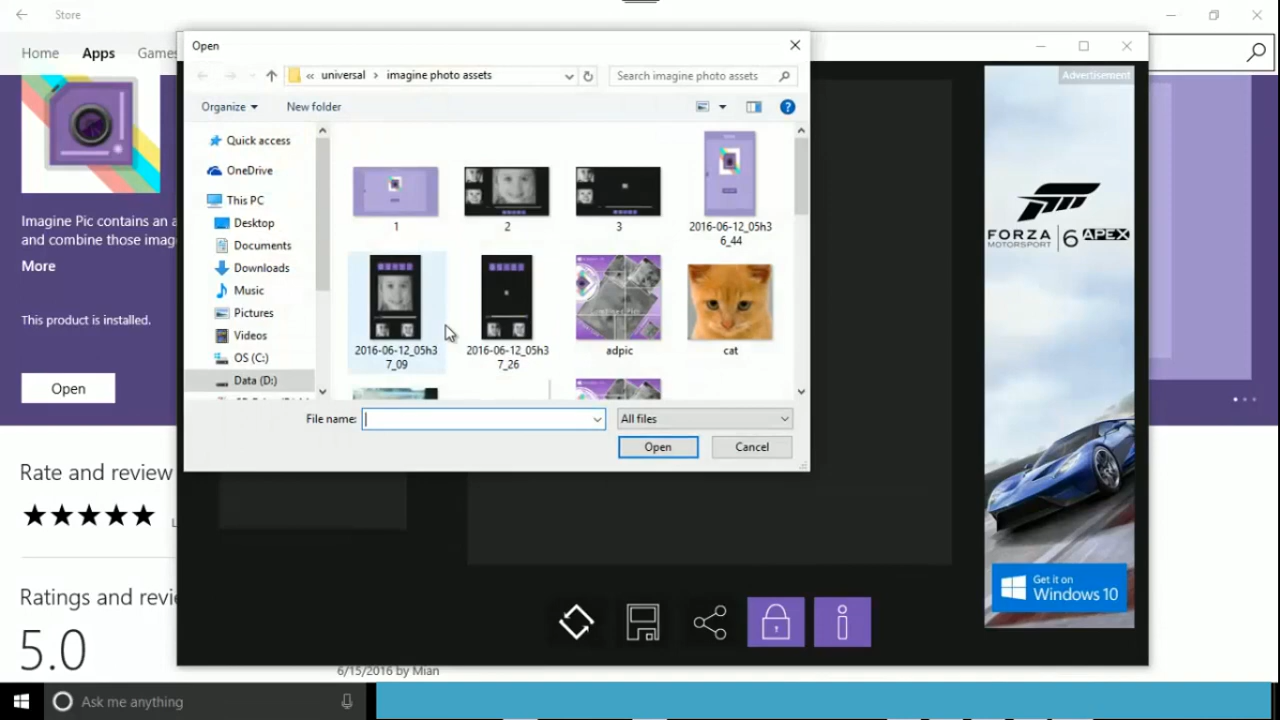 Store
Home
Apps
Games
Imagine Pic contains an a
and combine those imag
More
This product is installed.
Open
Rate and review
Ratings and revie
5.0
6/15/2016 by Mian
Open
« universal › imagine photo assets
Search imagine photo assets
Organize
New folder
Quick access
OneDrive
This PC
Desktop
Documents
Downloads
Music
Pictures
Videos
OS (C:)
Data (D:)
1
2
3
2016-06-12_05h3
6_44
2016-06-12_05h3
7_09
2016-06-12_05h3
7_26
adpic
cat
File name:
All files
Open
Cancel
Advertisement
FORZA
MOTORSPORT
6
APEX
Get it on
Windows 10
Ask me anything